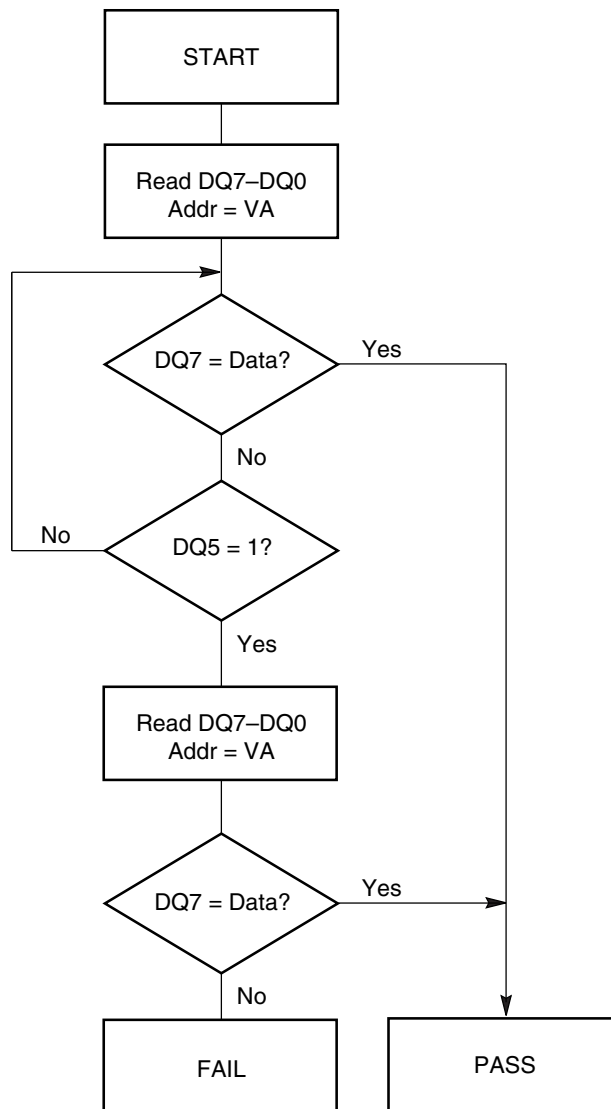 START
Read DQ7–DQ0
Addr = VA
DQ7 = Data?
Yes
No
No
DQ5 = 1?
Yes
Read DQ7–DQ0
Addr = VA
DQ7 = Data?
Yes
No
FAIL
PASS